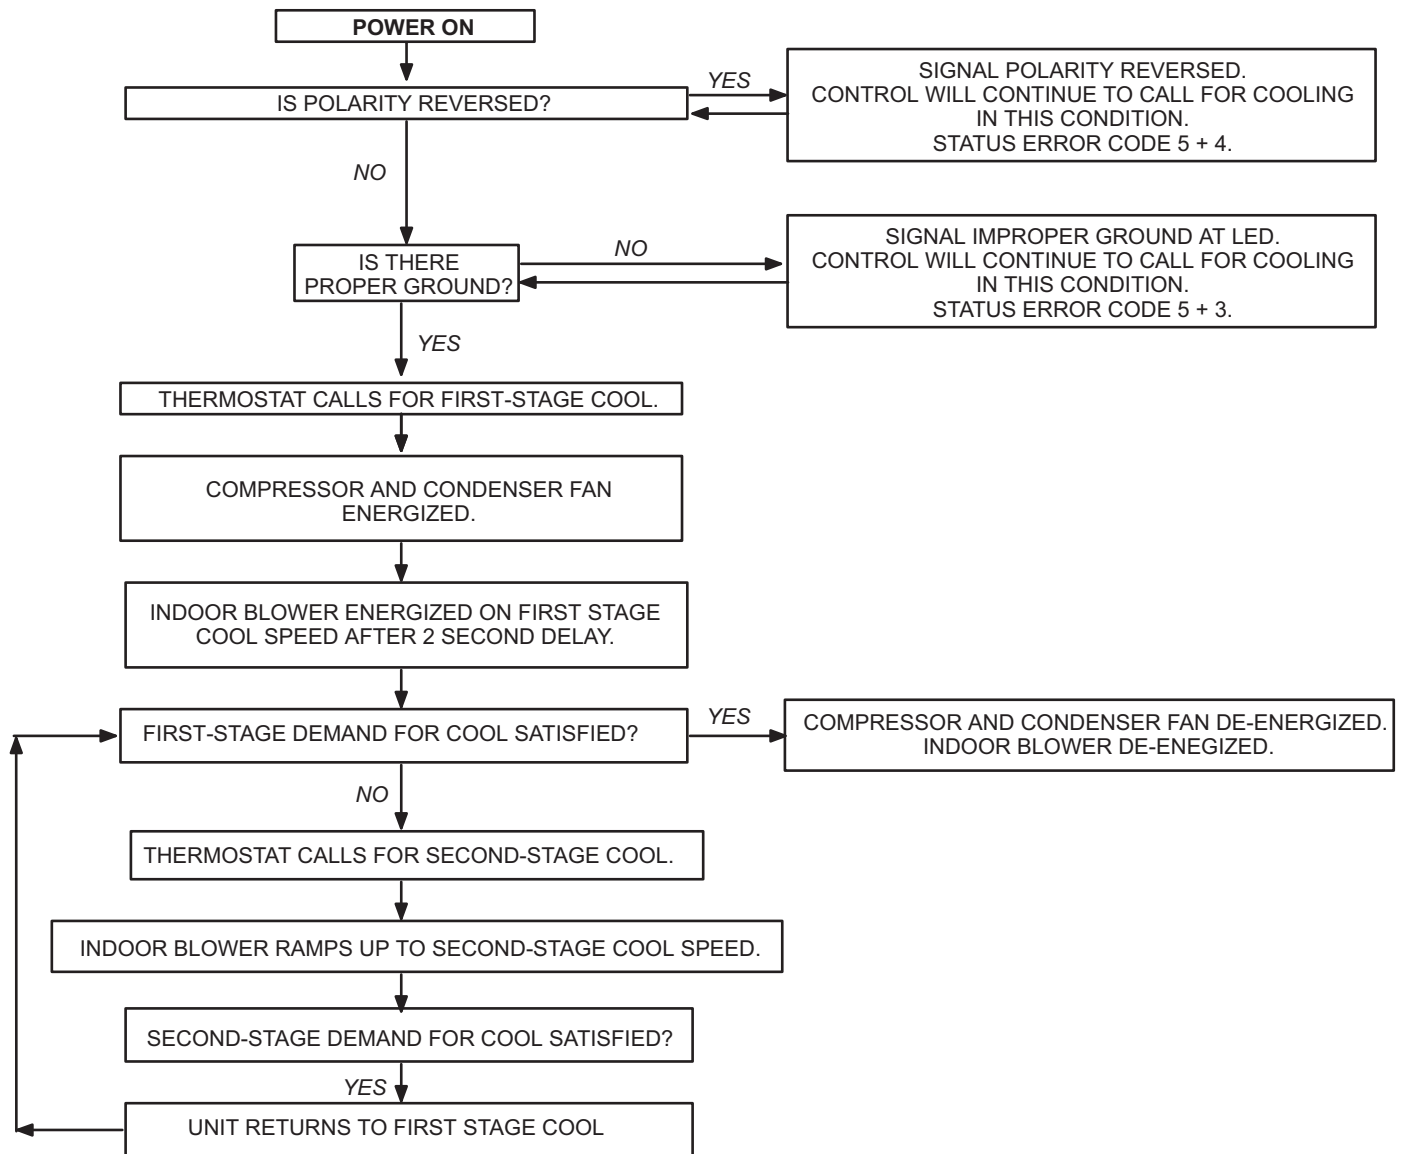 POWER ON
IS POLARITY REVERSED?
YES
SIGNAL POLARITY REVERSED.
CONTROL WILL CONTINUE TO CALL FOR COOLING
IN THIS CONDITION.
STATUS ERROR CODE 5 + 4.
NO
IS THERE
PROPER GROUND?
NO
SIGNAL IMPROPER GROUND AT LED.
CONTROL WILL CONTINUE TO CALL FOR COOLING
IN THIS CONDITION.
STATUS ERROR CODE 5 + 3.
YES
THERMOSTAT CALLS FOR FIRST-STAGE COOL.
COMPRESSOR AND CONDENSER FAN
ENERGIZED.
INDOOR BLOWER ENERGIZED ON FIRST STAGE
COOL SPEED AFTER 2 SECOND DELAY.
FIRST-STAGE DEMAND FOR COOL SATISFIED?
YES
COMPRESSOR AND CONDENSER FAN DE-ENERGIZED.
INDOOR BLOWER DE-ENEGIZED.
NO
THERMOSTAT CALLS FOR SECOND-STAGE COOL.
INDOOR BLOWER RAMPS UP TO SECOND-STAGE COOL SPEED.
SECOND-STAGE DEMAND FOR COOL SATISFIED?
YES
UNIT RETURNS TO FIRST STAGE COOL